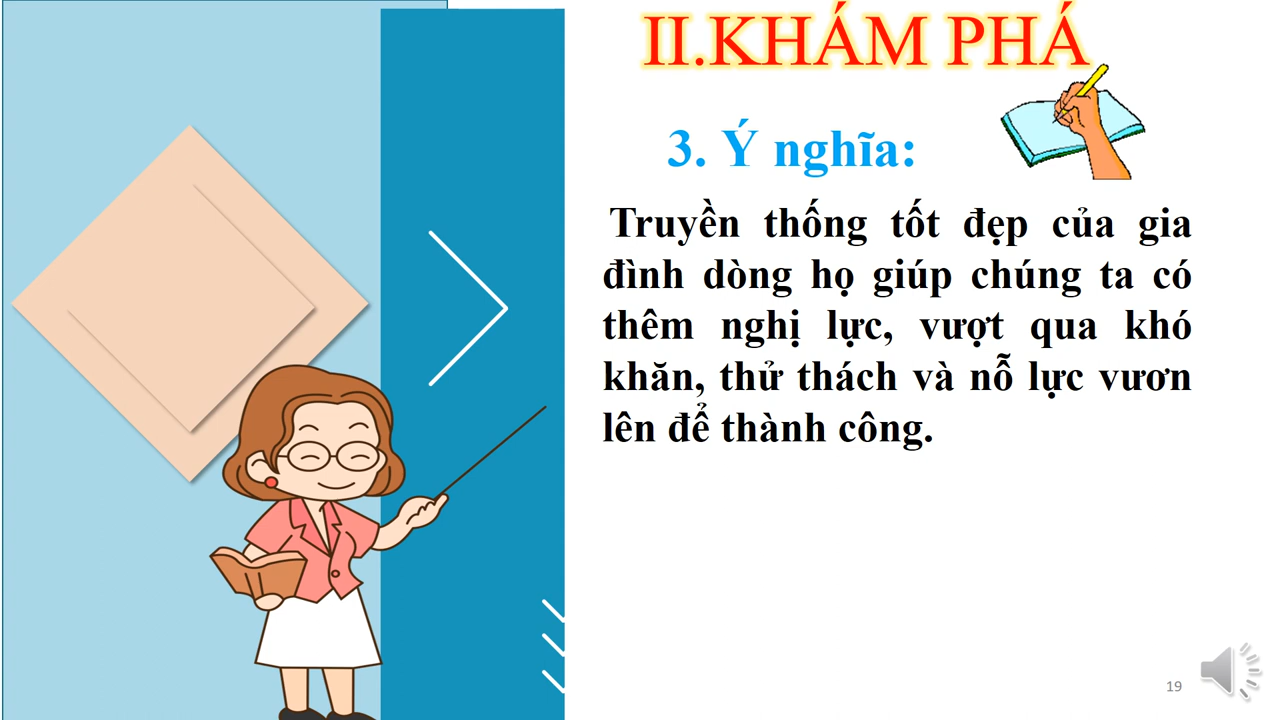 II.KHÁM PHÁ
3. Ý nghĩa:
Truyền thống tốt đẹp của gia
đình dòng họ giúp chúng ta có
thêm nghị lực, vượt qua khó
khăn, thử thách và nỗ lực vươn
lên để thành công.
19